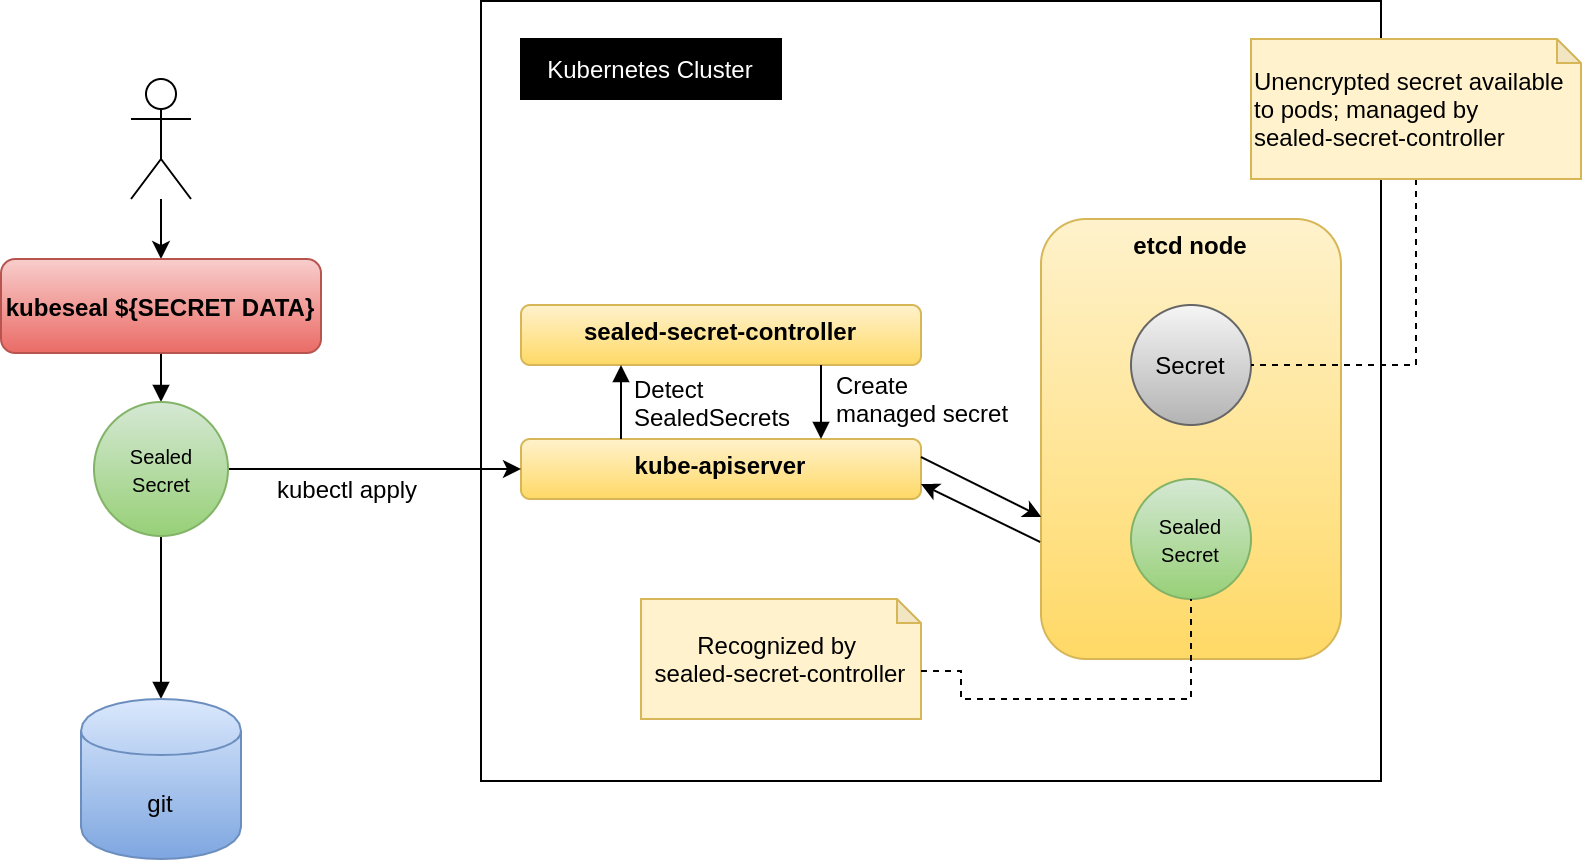 Kubernetes Cluster
Unencrypted secret available
to pods; managed by
sealed-secret-controller
etcd node
kubeseal ${SECRET DATA}
sealed-secret-controller
Secret
Detect
SealedSecrets
Create
managed secret
Sealed
Secret
kubectl apply
kube-apiserver
Sealed
Secret
Recognized by
sealed-secret-controller
git